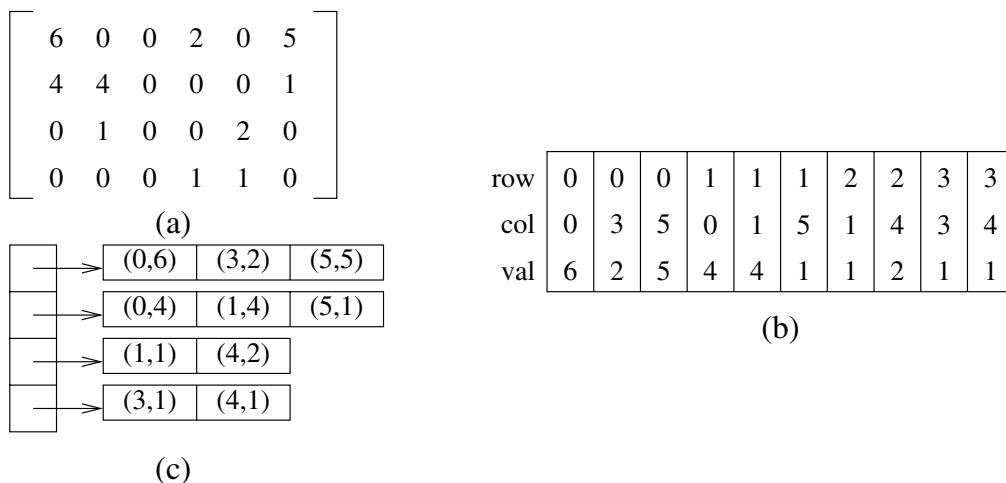 6 0 0 2 0 5
4 4 0 0 0 1
0 1 0 0 2 0
0 0 0 1 1 0
(a)
(0,6) (3,2) (5,5)
(0,4) (1,4) (5,1)
(1,1) (4,2)
(3,1) (4,1)
(c)
row 0 0 0 1 1 1 2 2 3 3
col 0 3 5 0 1 5 1 4 3 4
val 6 2 5 4 4 1 1 2 1 1
(b)